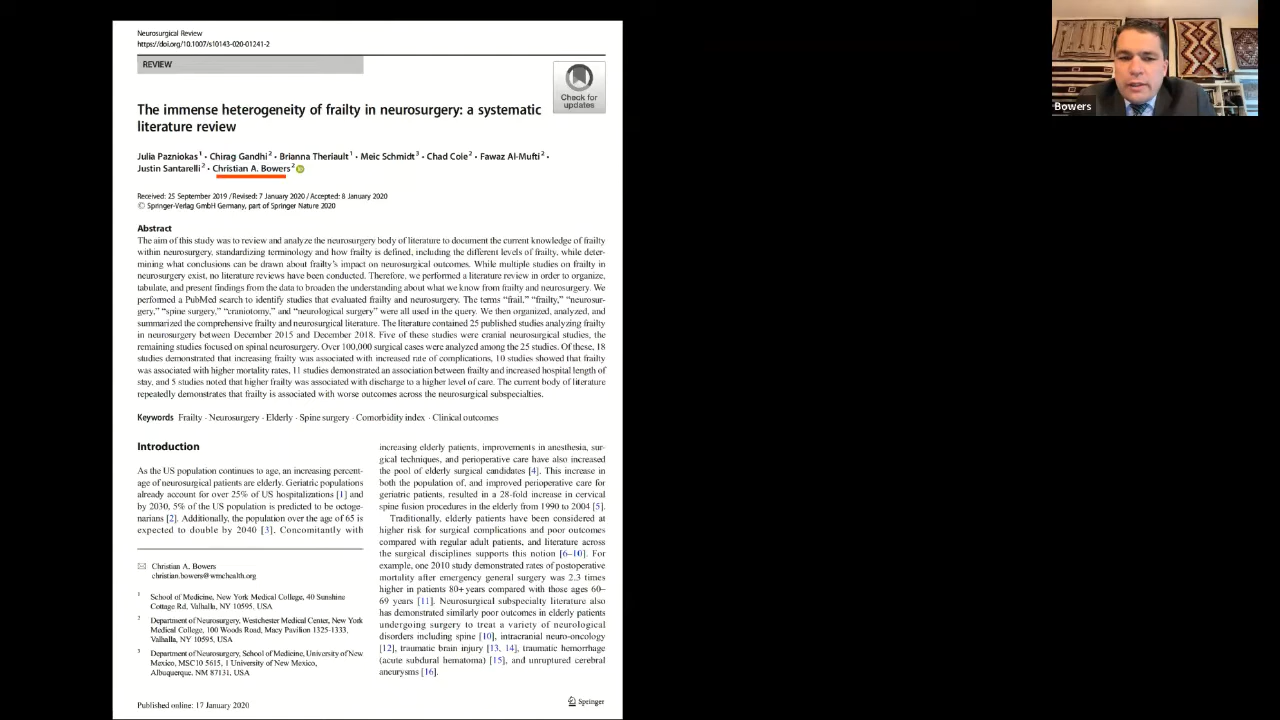 Neurosurgical Review
https://doi.org/10.1007/s10143-020-01241-2
REVIEW
Check for
updates
The immense heterogeneity of frailty in neurosurgery: a systematic
literature review
Julia Pazniokas1 · Chirag Gandhi2 · Brianna Theriault1 · Meic Schmidt3 · Chad Cole2 · Fawaz Al-Mufti2 ·
Justin Santarelli2 · Christian A. Bowers2
Received: 25 September 2019 / Revised: 7 January 2020 / Accepted: 8 January 2020
© Springer-Verlag GmbH Germany, part of Springer Nature 2020
Abstract
The aim of this study was to review and analyze the neurosurgery body of literature to document the current knowledge of frailty
within neurosurgery, standardizing terminology and how frailty is defined, including the different levels of frailty, while deter-
mining what conclusions can be drawn about frailty's impact on neurosurgical outcomes. While multiple studies on frailty in
neurosurgery exist, no literature reviews have been conducted. Therefore, we performed a literature review in order to organize,
tabulate, and present findings from the data to broaden the understanding about what we know from frailty and neurosurgery. We
performed a PubMed search to identify studies that evaluated frailty and neurosurgery. The terms “frail,” “frailty,” “neurosur-
gery,” “spine surgery,” “craniotomy,” and “neurological surgery” were all used in the query. We then organized, analyzed, and
summarized the comprehensive frailty and neurosurgical literature. The literature contained 25 published studies analyzing frailty
in neurosurgery between December 2015 and December 2018. Five of these studies were cranial neurosurgical studies, the
remaining studies focused on spinal neurosurgery. Over 100,000 surgical cases were analyzed among the 25 studies. Of these, 18
studies demonstrated that increasing frailty was associated with increased rate of complications, 10 studies showed that frailty
was associated with higher mortality rates, 11 studies demonstrated an association between frailty and increased hospital length of
stay, and 5 studies noted that higher frailty was associated with discharge to a higher level of care. The current body of literature
repeatedly demonstrates that frailty is associated with worse outcomes across the neurosurgical subspecialties.
Keywords Frailty · Neurosurgery · Elderly · Spine surgery · Comorbidity index · Clinical outcomes
Introduction
As the US population continues to age, an increasing percent-
age of neurosurgical patients are elderly. Geriatric populations
already account for over 25% of US hospitalizations [1] and
by 2030, 5% of the US population is predicted to be octoge-
narians [2]. Additionally, the population over the age of 65 is
expected to double by 2040 [3]. Concomitantly with
Christian A. Bowers
christian.bowers@wmchealth.org
1 School of Medicine, New York Medical College, 40 Sunshine
Cottage Rd, Valhalla, NY 10595, USA
2 Department of Neurosurgery, Westchester Medical Center, New York
Medical College, 100 Woods Road, Macy Pavilion 1325-1333,
Valhalla, NY 10595, USA
3 Department of Neurosurgery, School of Medicine, University of New
Mexico, MSC10 5615, 1 University of New Mexico,
Albuquerque, NM 87131, USA
increasing elderly patients, improvements in anesthesia, sur-
gical techniques, and perioperative care have also increased
the pool of elderly surgical candidates [4]. This increase in
both the population of, and improved perioperative care for
geriatric patients, resulted in a 28-fold increase in cervical
spine fusion procedures in the elderly from 1990 to 2004 [5].
Traditionally, elderly patients have been considered at
higher risk for surgical complications and poor outcomes
compared with regular adult patients, and literature across
the surgical disciplines supports this notion [6–10]. For
example, one 2010 study demonstrated rates of postoperative
mortality after emergency general surgery was 2.3 times
higher in patients 80+ years compared with those ages 60–
69 years [11]. Neurosurgical subspecialty literature also
has demonstrated similarly poor outcomes in elderly patients
undergoing surgery to treat a variety of neurological
disorders including spine [10], intracranial neuro-oncology
[12], traumatic brain injury [13, 14], traumatic hemorrhage
(acute subdural hematoma) [15], and unruptured cerebral
aneurysms [16].
Published online: 17 January 2020
Springer
Bowers